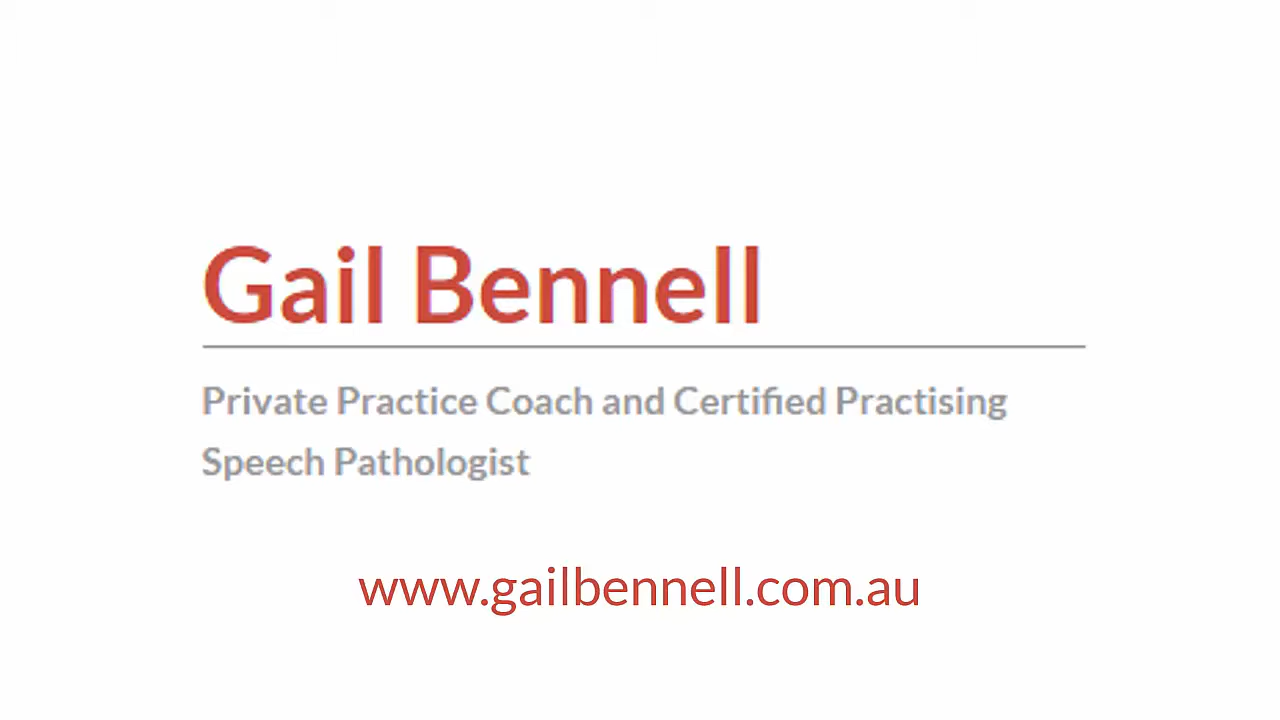 Gail Bennell
Private Practice Coach and Certified Practising
Speech Pathologist
www.gailbennell.com.au